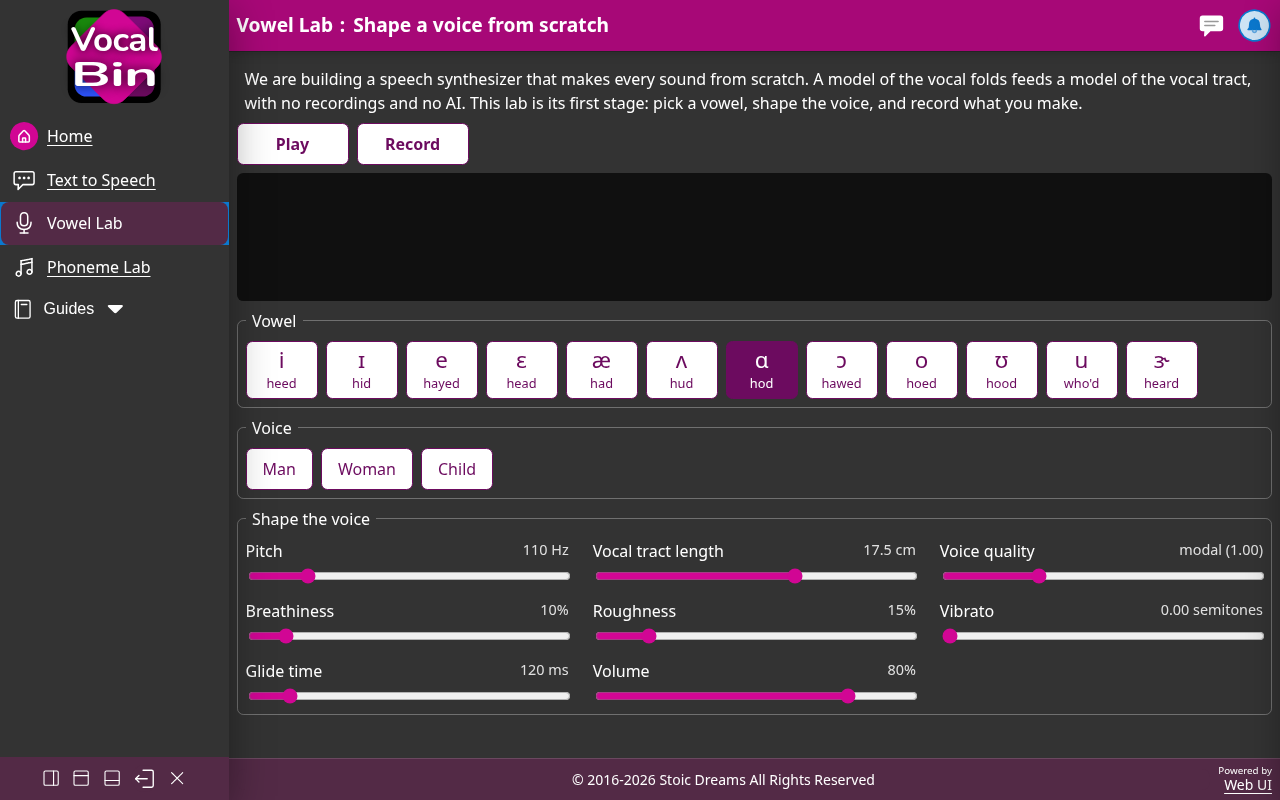 Vocal
Bin
Home
Text to Speech
Vowel Lab
Phoneme Lab
Guides
Vowel Lab : Shape a voice from scratch
We are building a speech synthesizer that makes every sound from scratch. A model of the vocal folds feeds a model of the vocal tract,
with no recordings and no AI. This lab is its first stage: pick a vowel, shape the voice, and record what you make.
Play Record
Vowel
i ɪ e ɛ æ ʌ ɑ ɔ o ʊ u ɝ
heed hid hayed head had hud hod hawed hoed hood who'd heard
Voice
Man Woman Child
Shape the voice
Pitch 110 Hz Vocal tract length 17.5 cm Voice quality modal (1.00)
Breathiness 10% Roughness 15% Vibrato 0.00 semitones
Glide time 120 ms Volume 80%
© 2016-2026 Stoic Dreams All Rights Reserved
Powered by
Web UI